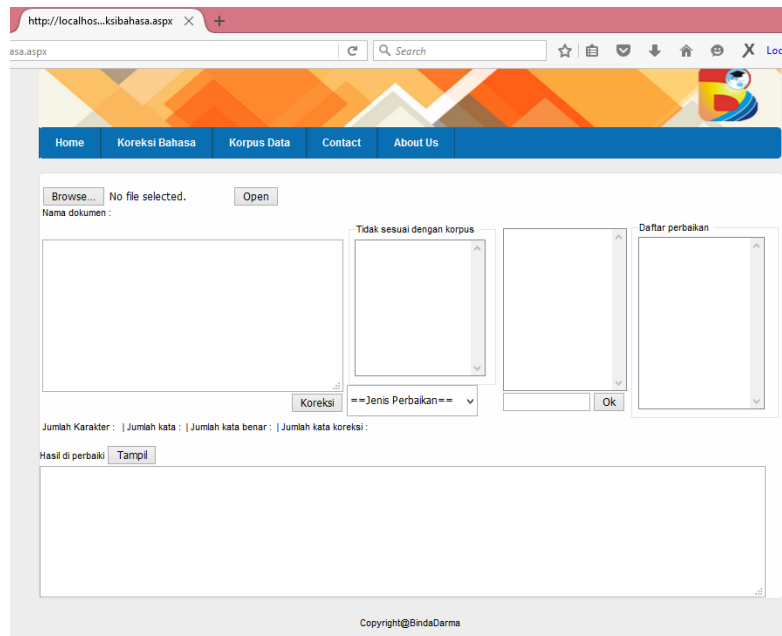 http://localhos...ksibahasa.aspx
asa.aspx
Search
Loc
Home Koreksi Bahasa Korpus Data Contact About Us
Browse... No file selected. Open
Nama dokumen :
Tidak sesuai dengan korpus
Daftar perbaikan
Koreksi
==Jenis Perbaikan==
Ok
Jumlah Karakter : | Jumlah kata : | Jumlah kata benar : | Jumlah kata koreksi :
Hasil di perbaiki Tampil
Copyright@BindaDarma